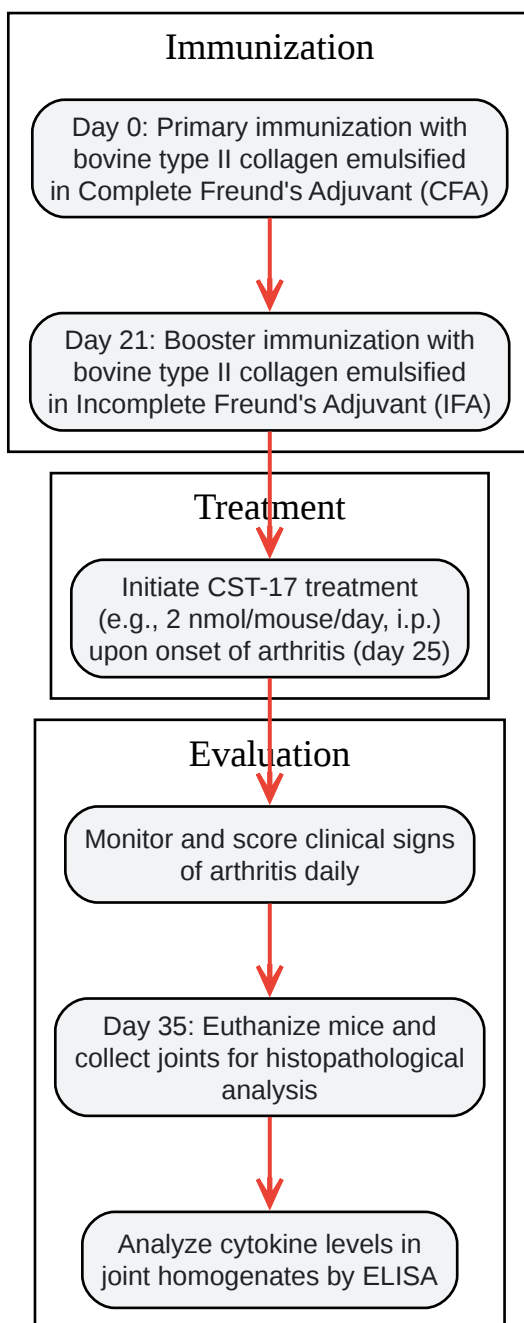 Immunization
Day 0: Primary immunization with
bovine type II collagen emulsified
in Complete Freund's Adjuvant (CFA)
Day 21: Booster immunization with
bovine type II collagen emulsified
in Incomplete Freund's Adjuvant (IFA)
Treatment
Initiate CST-17 treatment
(e.g., 2 nmol/mouse/day, i.p.)
upon onset of arthritis (day 25)
Evaluation
Monitor and score clinical signs
of arthritis daily
Day 35: Euthanize mice and
collect joints for histopathological
analysis
Analyze cytokine levels in
joint homogenates by ELISA